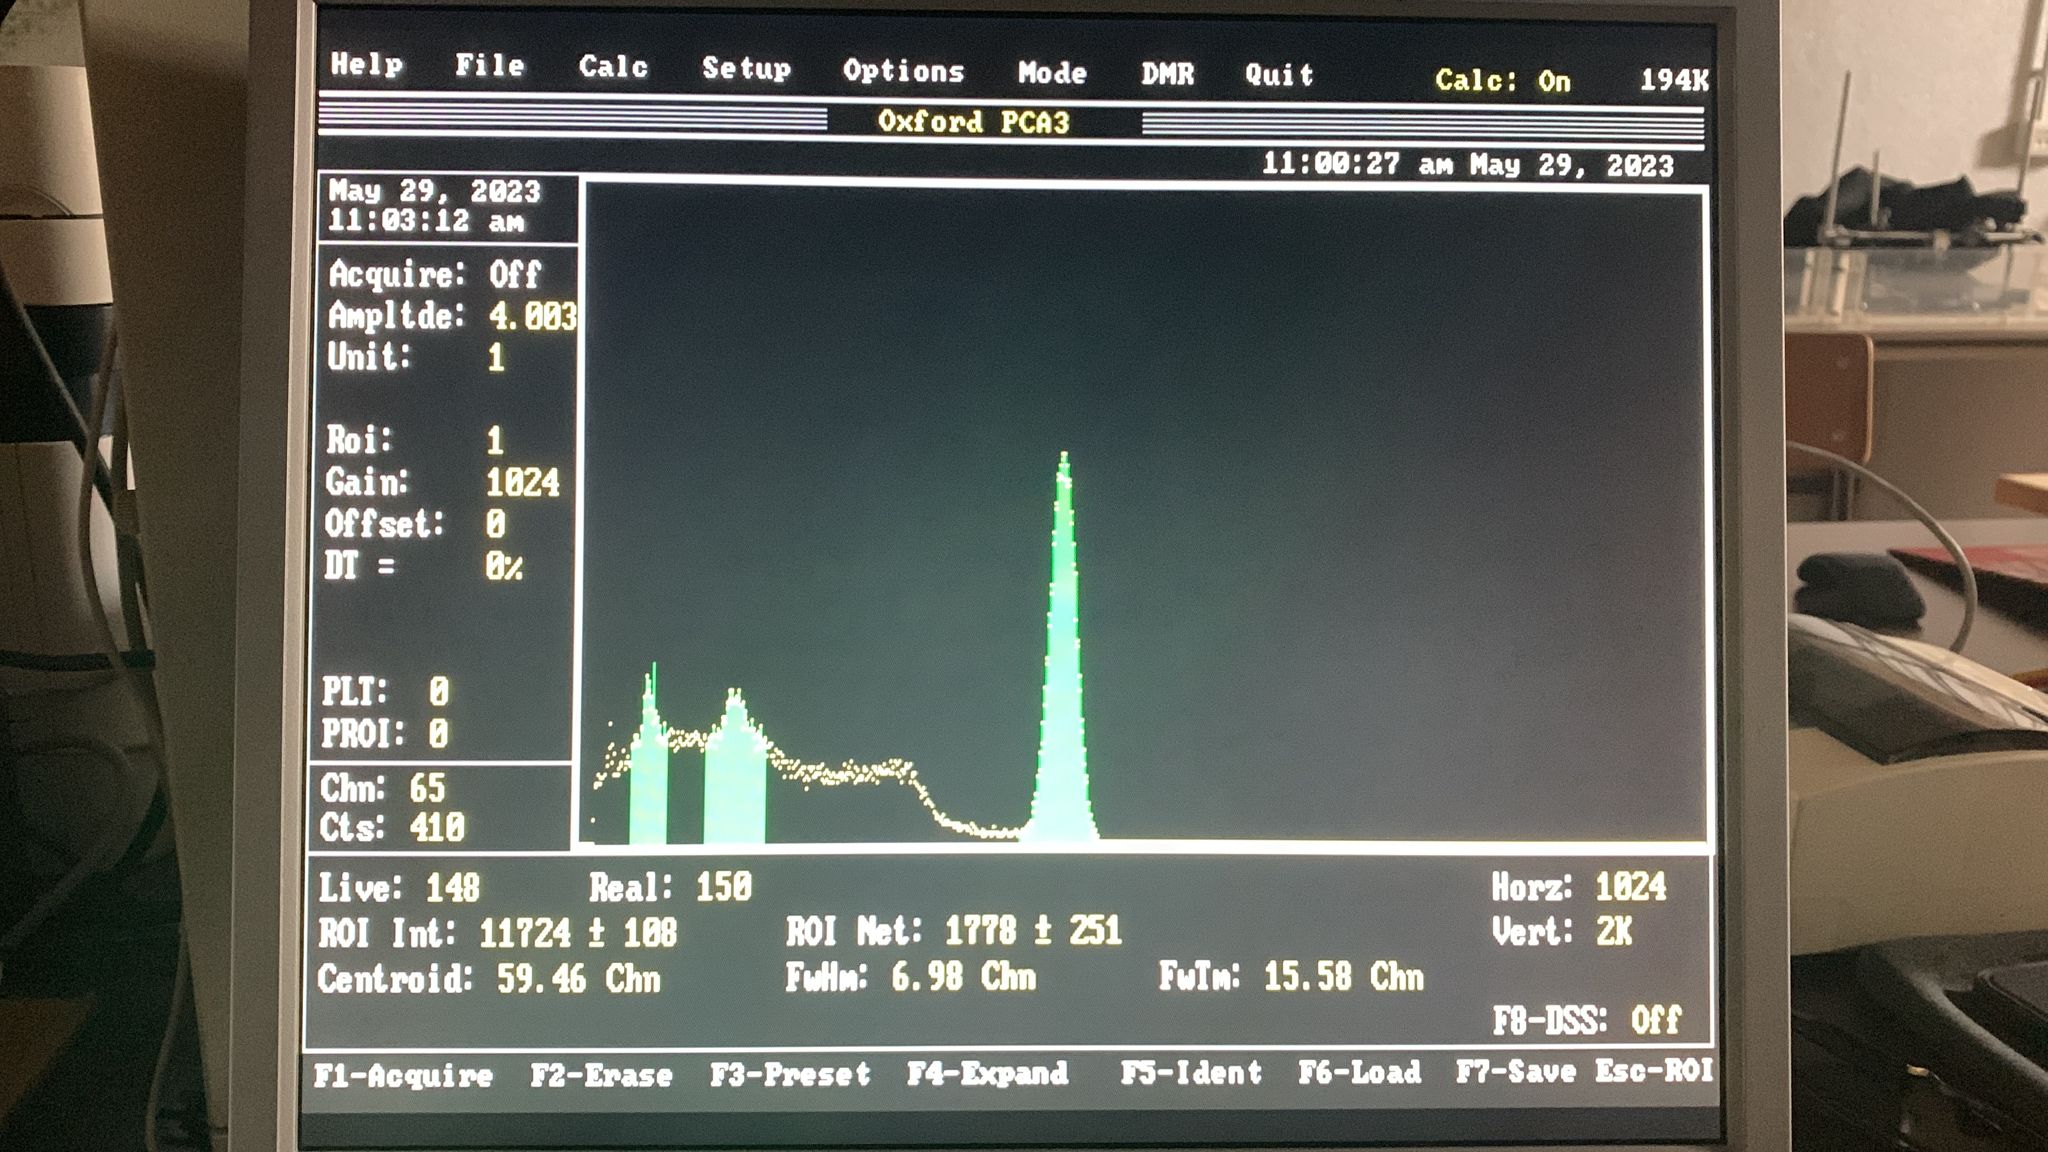 Help File Calc Setup Options Mode DMR Quit Calc: On 194K
Oxford PCA3
11:00:27 am May 29, 2023
May 29, 2023
11:03:12 am
Acquire: Off
Ampltde: 4.003
Unit: 1
Roi: 1
Gain: 1024
Offset: 0
DT = 0%
PLT: 0
PROI: 0
Chn: 65
Cts: 410
Live: 148 Real: 150 Horz: 1024
ROI Int: 11724 ± 108 ROI Net: 1778 ± 251 Vert: 2K
Centroid: 59.46 Chn FwHm: 6.98 Chn FwTm: 15.58 Chn
F8-DSS: Off
F1-Acquire F2-Erase F3-Preset F4-Expand F5-Ident F6-Load F7-Save Esc-ROI